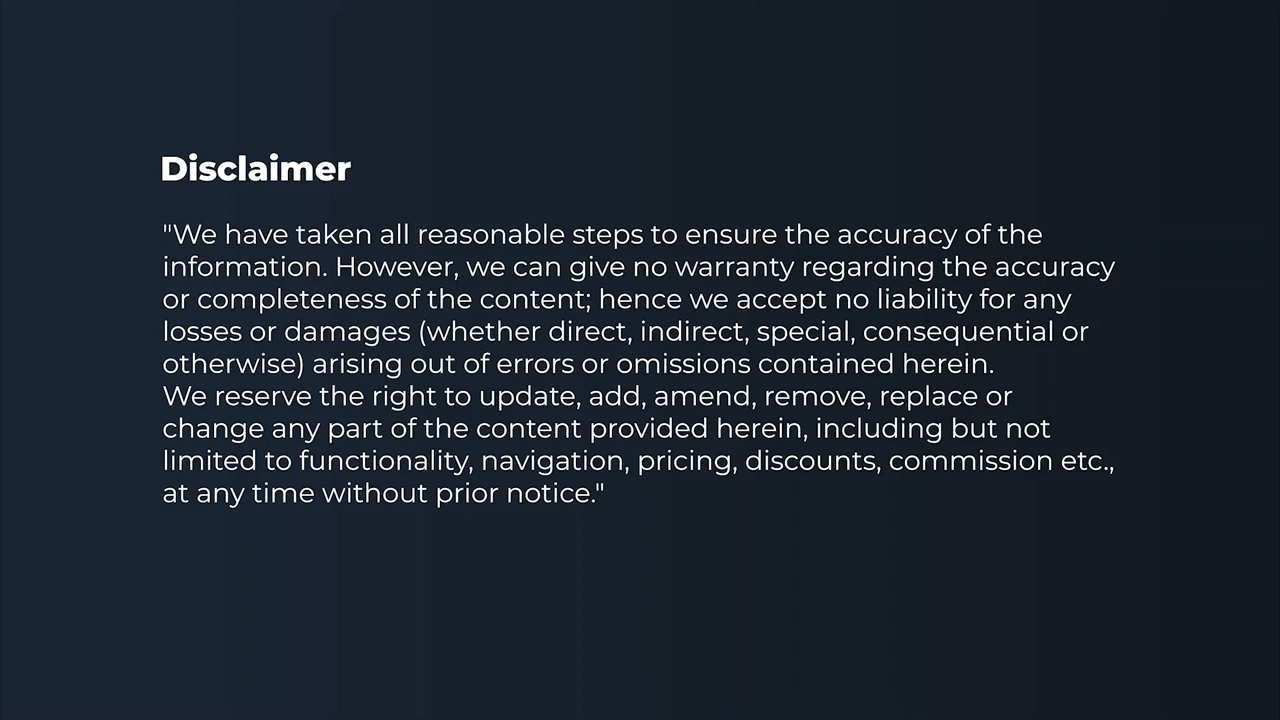 Disclaimer
"We have taken all reasonable steps to ensure the accuracy of the
information. However, we can give no warranty regarding the accuracy
or completeness of the content; hence we accept no liability for any
losses or damages (whether direct, indirect, special, consequential or
otherwise) arising out of errors or omissions contained herein.
We reserve the right to update, add, amend, remove, replace or
change any part of the content provided herein, including but not
limited to functionality, navigation, pricing, discounts, commission etc.,
at any time without prior notice."